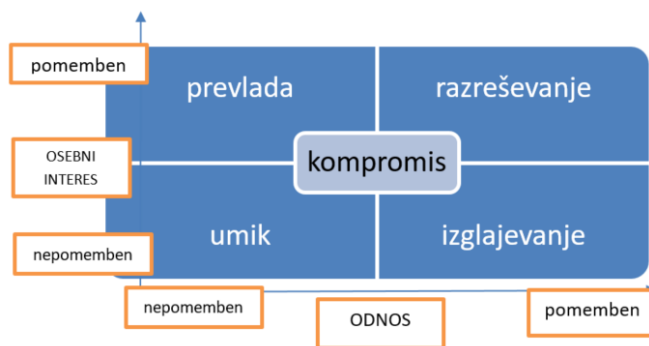 pomemben
prevlada
razreševanje
OSEBNI
INTERES
kompromis
umik
izglajevanje
nepomemben
nepomemben
ODNOS
pomemben